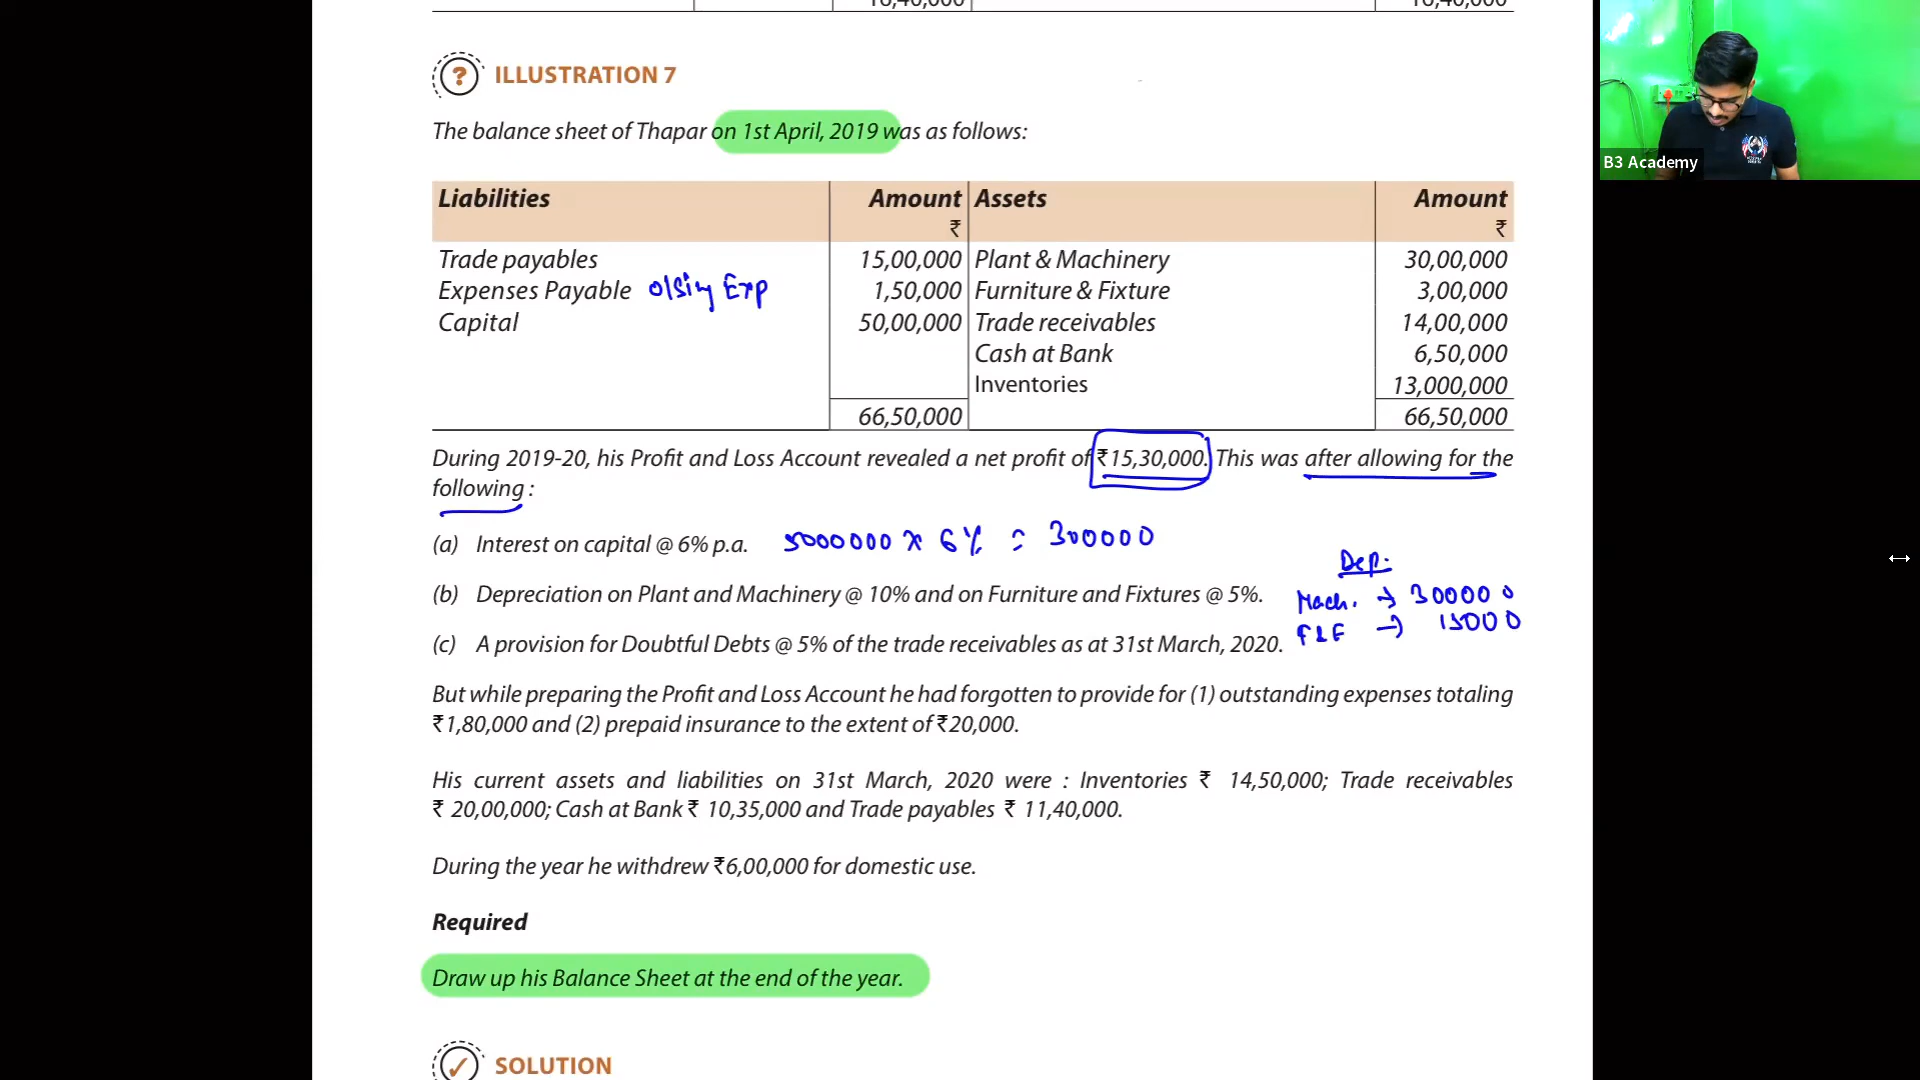 18,40,000 18,40,000
ILLUSTRATION 7
The balance sheet of Thapar on 1st April, 2019 was as follows:
B3 Academy
Liabilities Amount ₹ Assets Amount ₹
Trade payables 15,00,000 Plant & Machinery 30,00,000
Expenses Payable o/sing Exp 1,50,000 Furniture & Fixture 3,00,000
Capital 50,00,000 Trade receivables 14,00,000
Cash at Bank 6,50,000
Inventories 13,000,000
66,50,000 66,50,000
During 2019-20, his Profit and Loss Account revealed a net profit of ₹15,30,000. This was after allowing for the
following :
(a) Interest on capital @ 6% p.a. 5000000 x 6% = 300000
Dep.
(b) Depreciation on Plant and Machinery @ 10% and on Furniture and Fixtures @ 5%. Mach. → 300000
F&F → 15000
(c) A provision for Doubtful Debts @ 5% of the trade receivables as at 31st March, 2020.
But while preparing the Profit and Loss Account he had forgotten to provide for (1) outstanding expenses totaling
₹1,80,000 and (2) prepaid insurance to the extent of ₹20,000.
His current assets and liabilities on 31st March, 2020 were : Inventories ₹ 14,50,000; Trade receivables
₹ 20,00,000; Cash at Bank ₹ 10,35,000 and Trade payables ₹ 11,40,000.
During the year he withdrew ₹6,00,000 for domestic use.
Required
Draw up his Balance Sheet at the end of the year.
SOLUTION